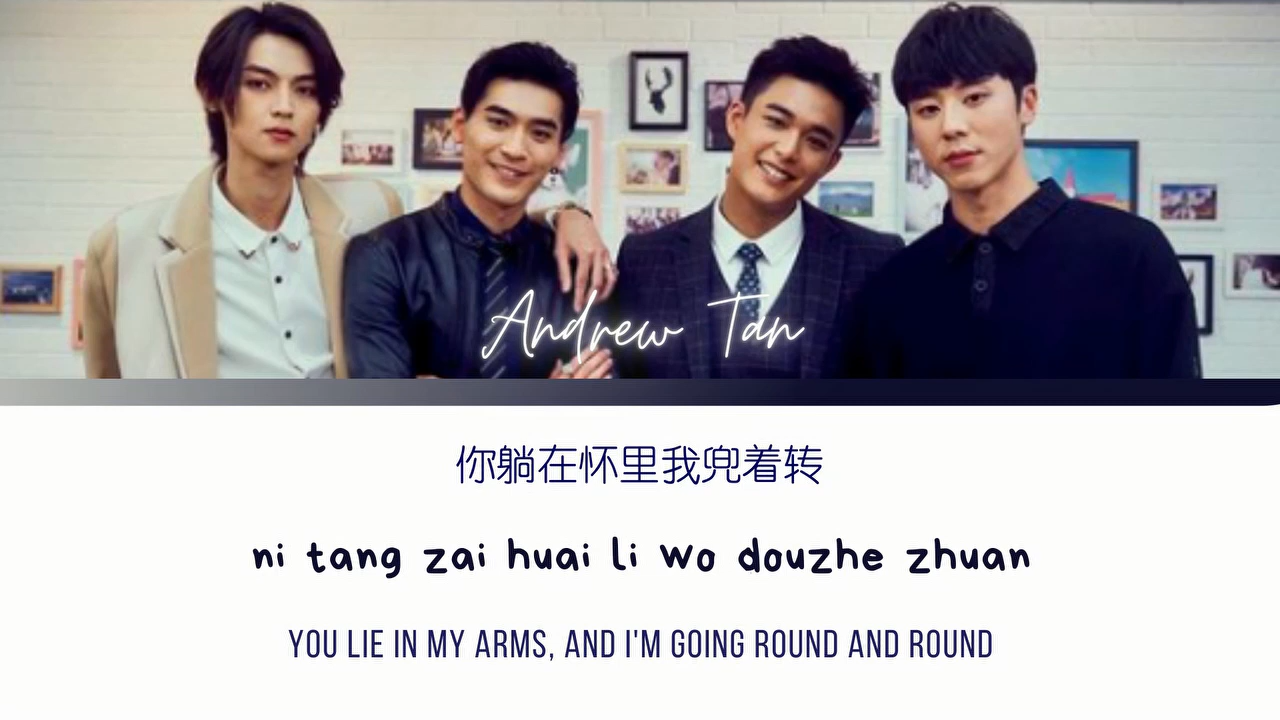 Andrew Tan
你躺在怀里我兜着转
ni tang zai huai li wo douzhe zhuan
YOU LIE IN MY ARMS, AND I'M GOING ROUND AND ROUND